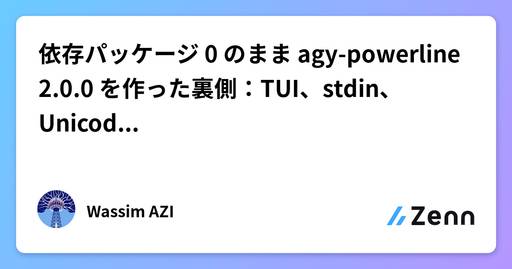 依存パッケージ 0 のまま agy-powerline
2.0.0 を作った裏側：TUI、stdin、
Unicod...
Wassim AZI
Zenn